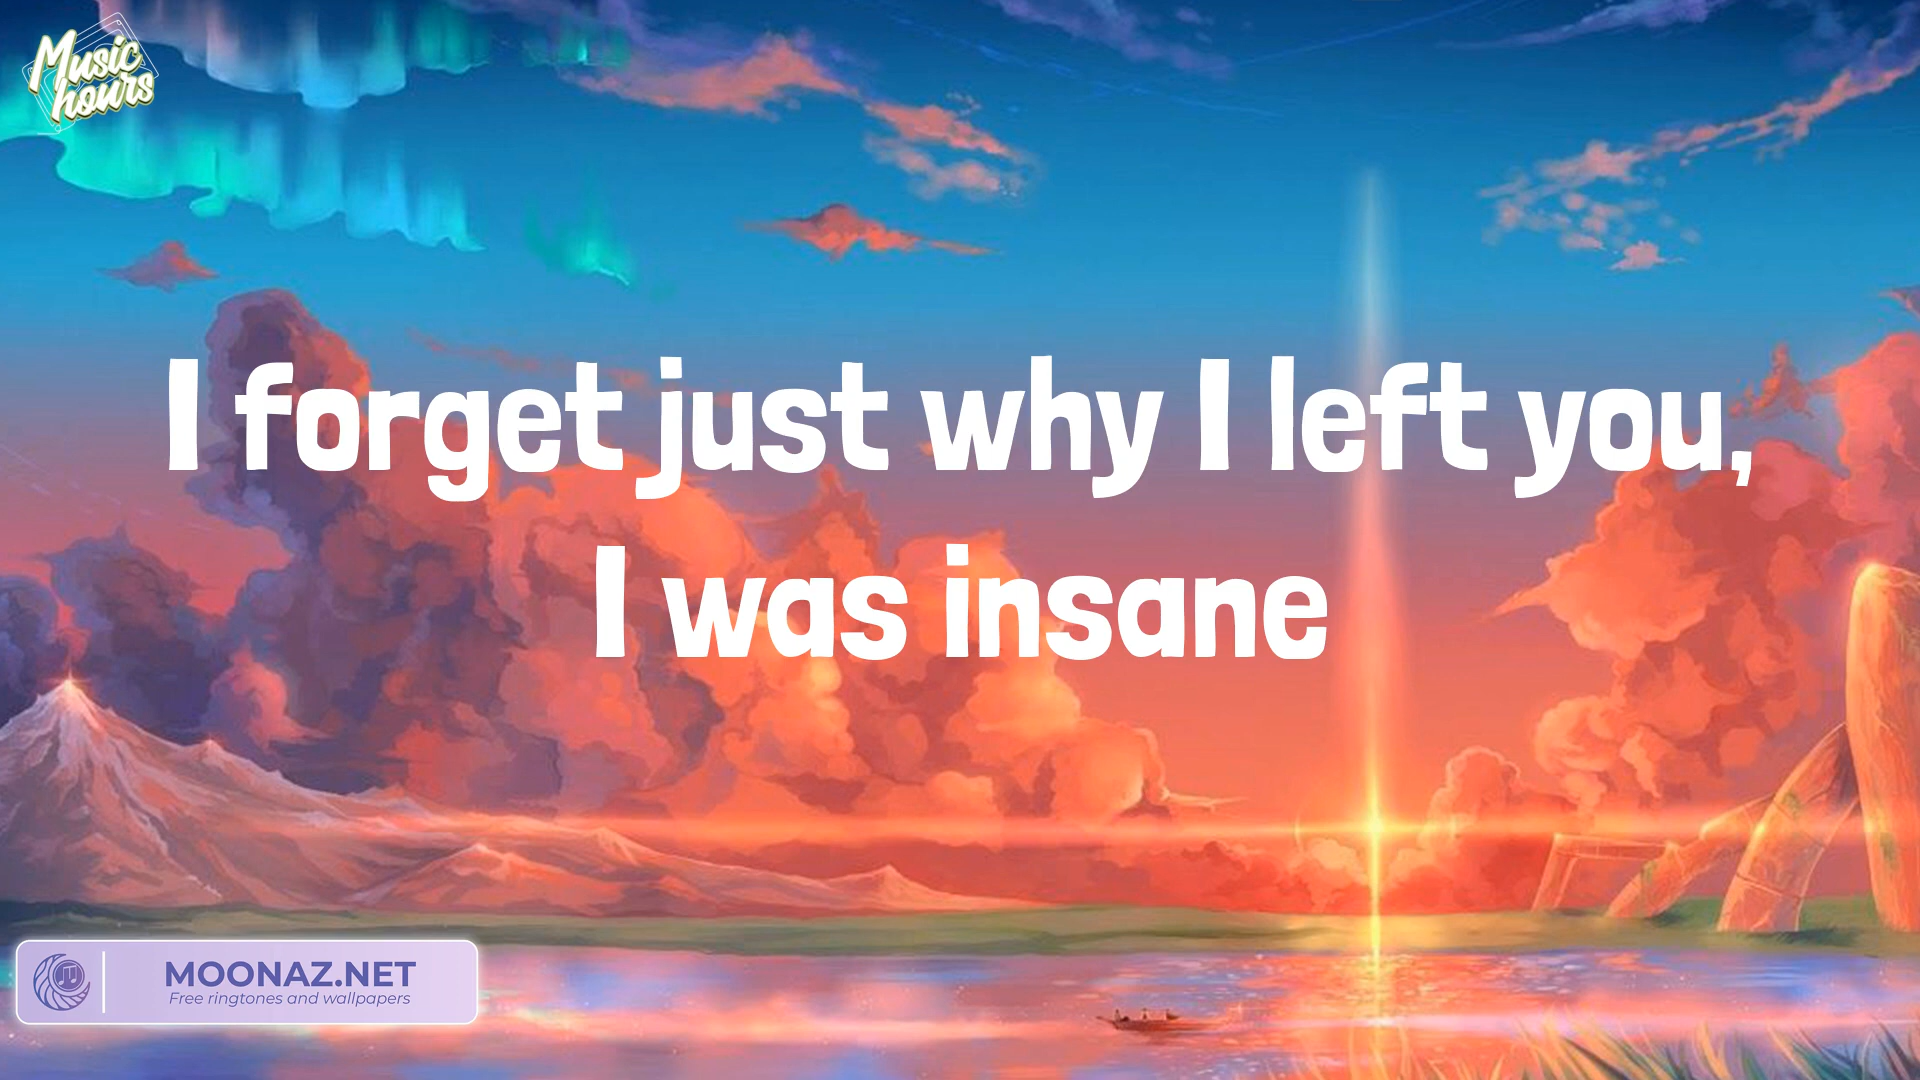 Music
hours
I forget just why I left you,
I was insane
MOONAZ.NET
Free ringtones and wallpapers